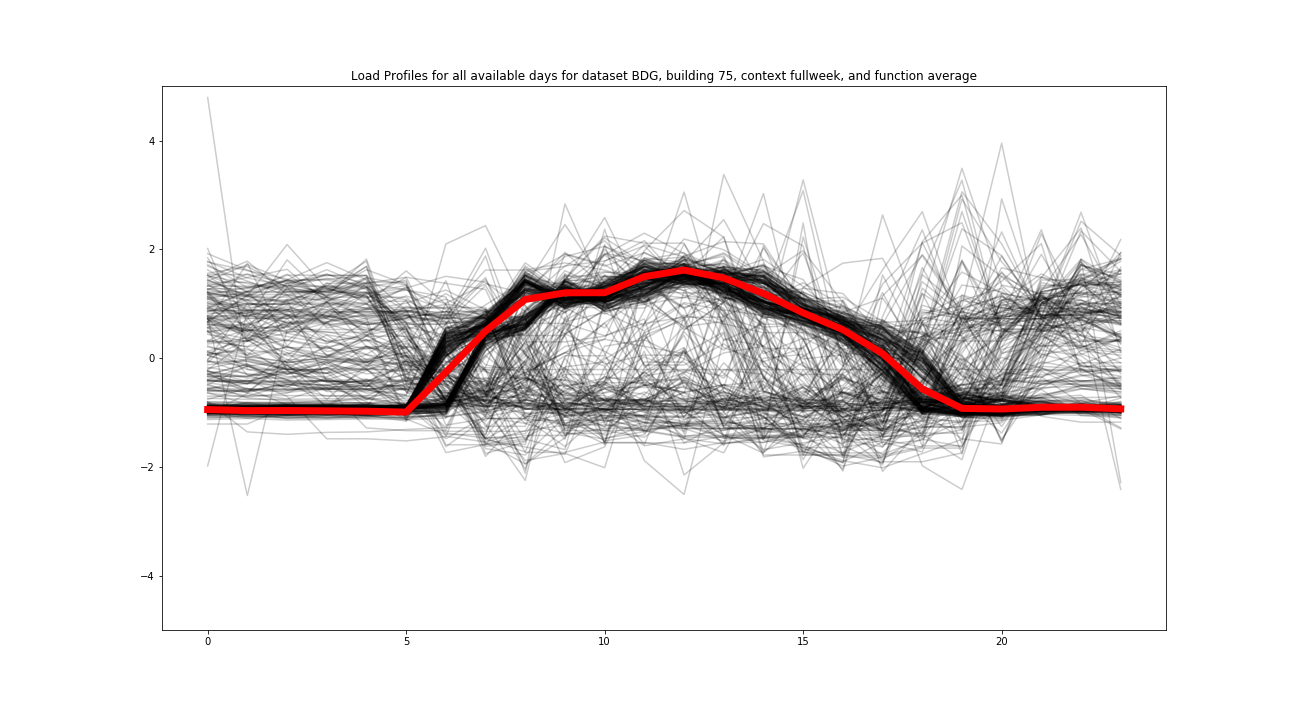 Load Profiles for all available days for dataset BDG, building 75, context fullweek, and function average
4
2
0
−2
−4
0 5 10 15 20